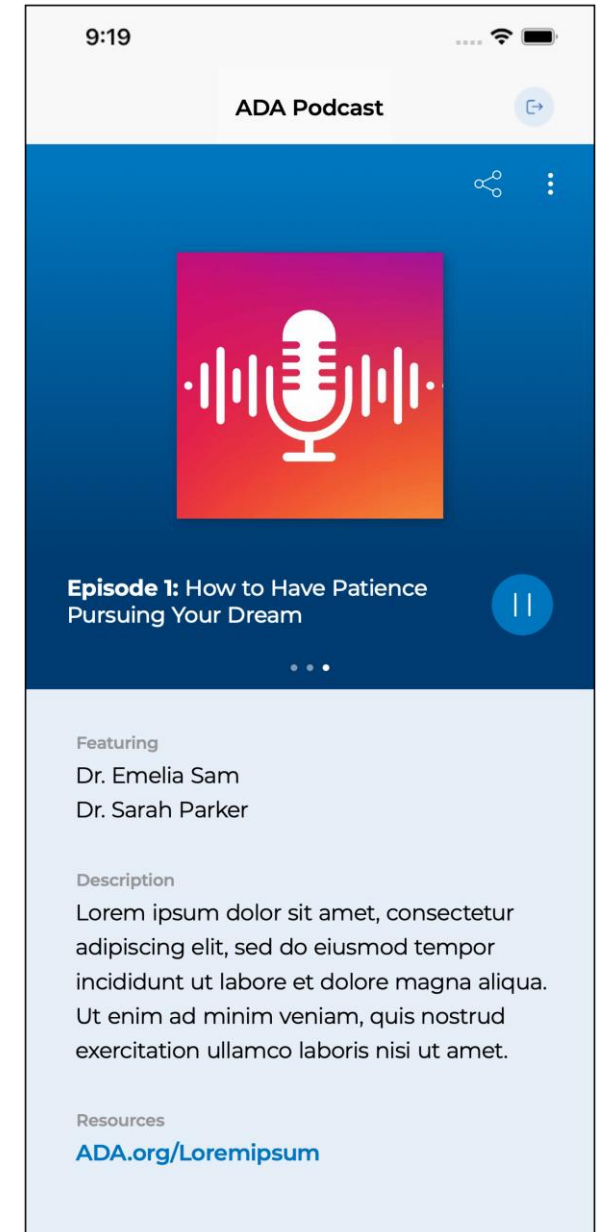 9:19
ADA Podcast
Episode 1: How to Have Patience
Pursuing Your Dream
Featuring
Dr. Emelia Sam
Dr. Sarah Parker
Description
Lorem ipsum dolor sit amet, consectetur
adipiscing elit, sed do eiusmod tempor
incididunt ut labore et dolore magna aliqua.
Ut enim ad minim veniam, quis nostrud
exercitation ullamco laboris nisi ut amet.
Resources
ADA.org/Loremipsum